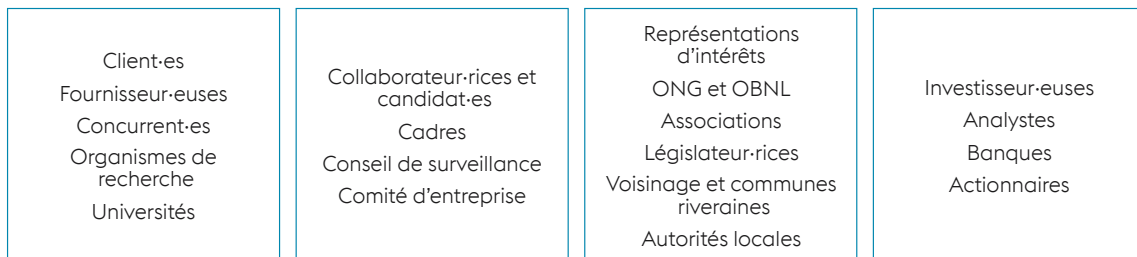 Client·es
Fournisseur·euses
Concurrent·es
Organismes de
recherche
Universités
Collaborateur·rices et
candidat·es
Cadres
Conseil de surveillance
Comité d'entreprise
Représentations
d'intérêts
ONG et OBNL
Associations
Législateur·rices
Voisinage et communes
riveraines
Autorités locales
Investisseur·euses
Analystes
Banques
Actionnaires